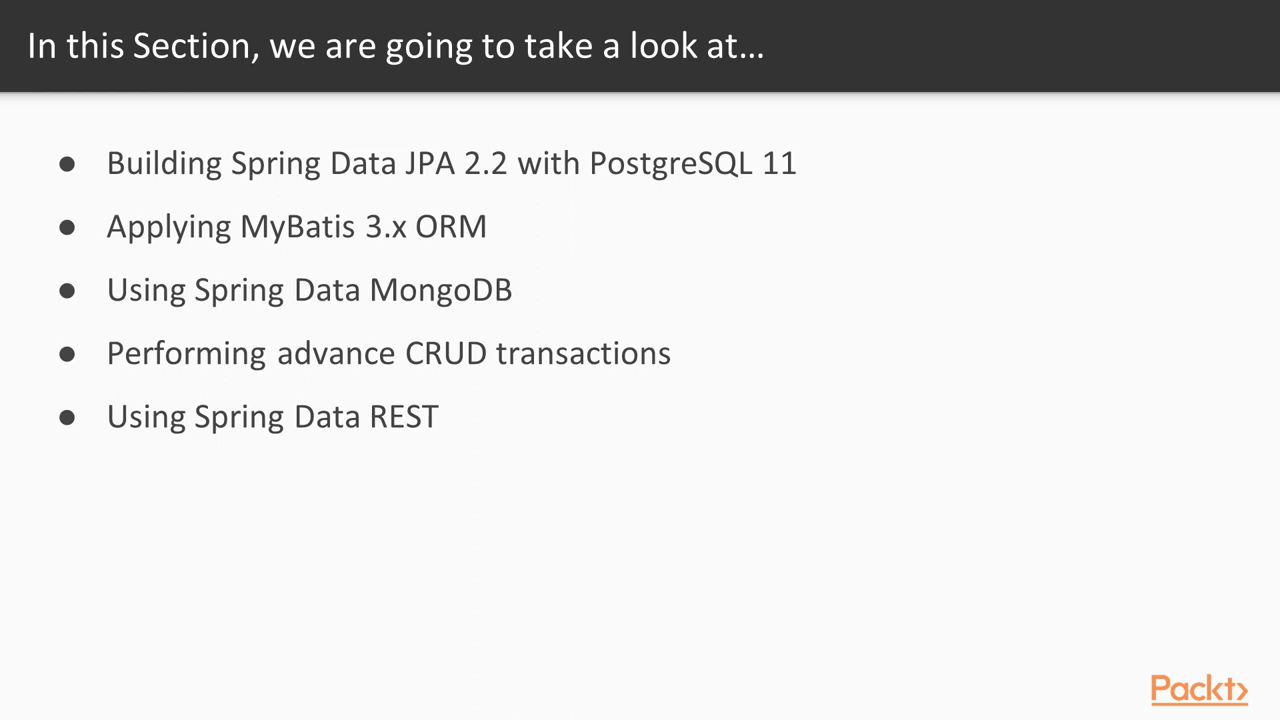 In this Section, we are going to take a look at…
● Building Spring Data JPA 2.2 with PostgreSQL 11
● Applying MyBatis 3.x ORM
● Using Spring Data MongoDB
● Performing advance CRUD transactions
● Using Spring Data REST
Packt>